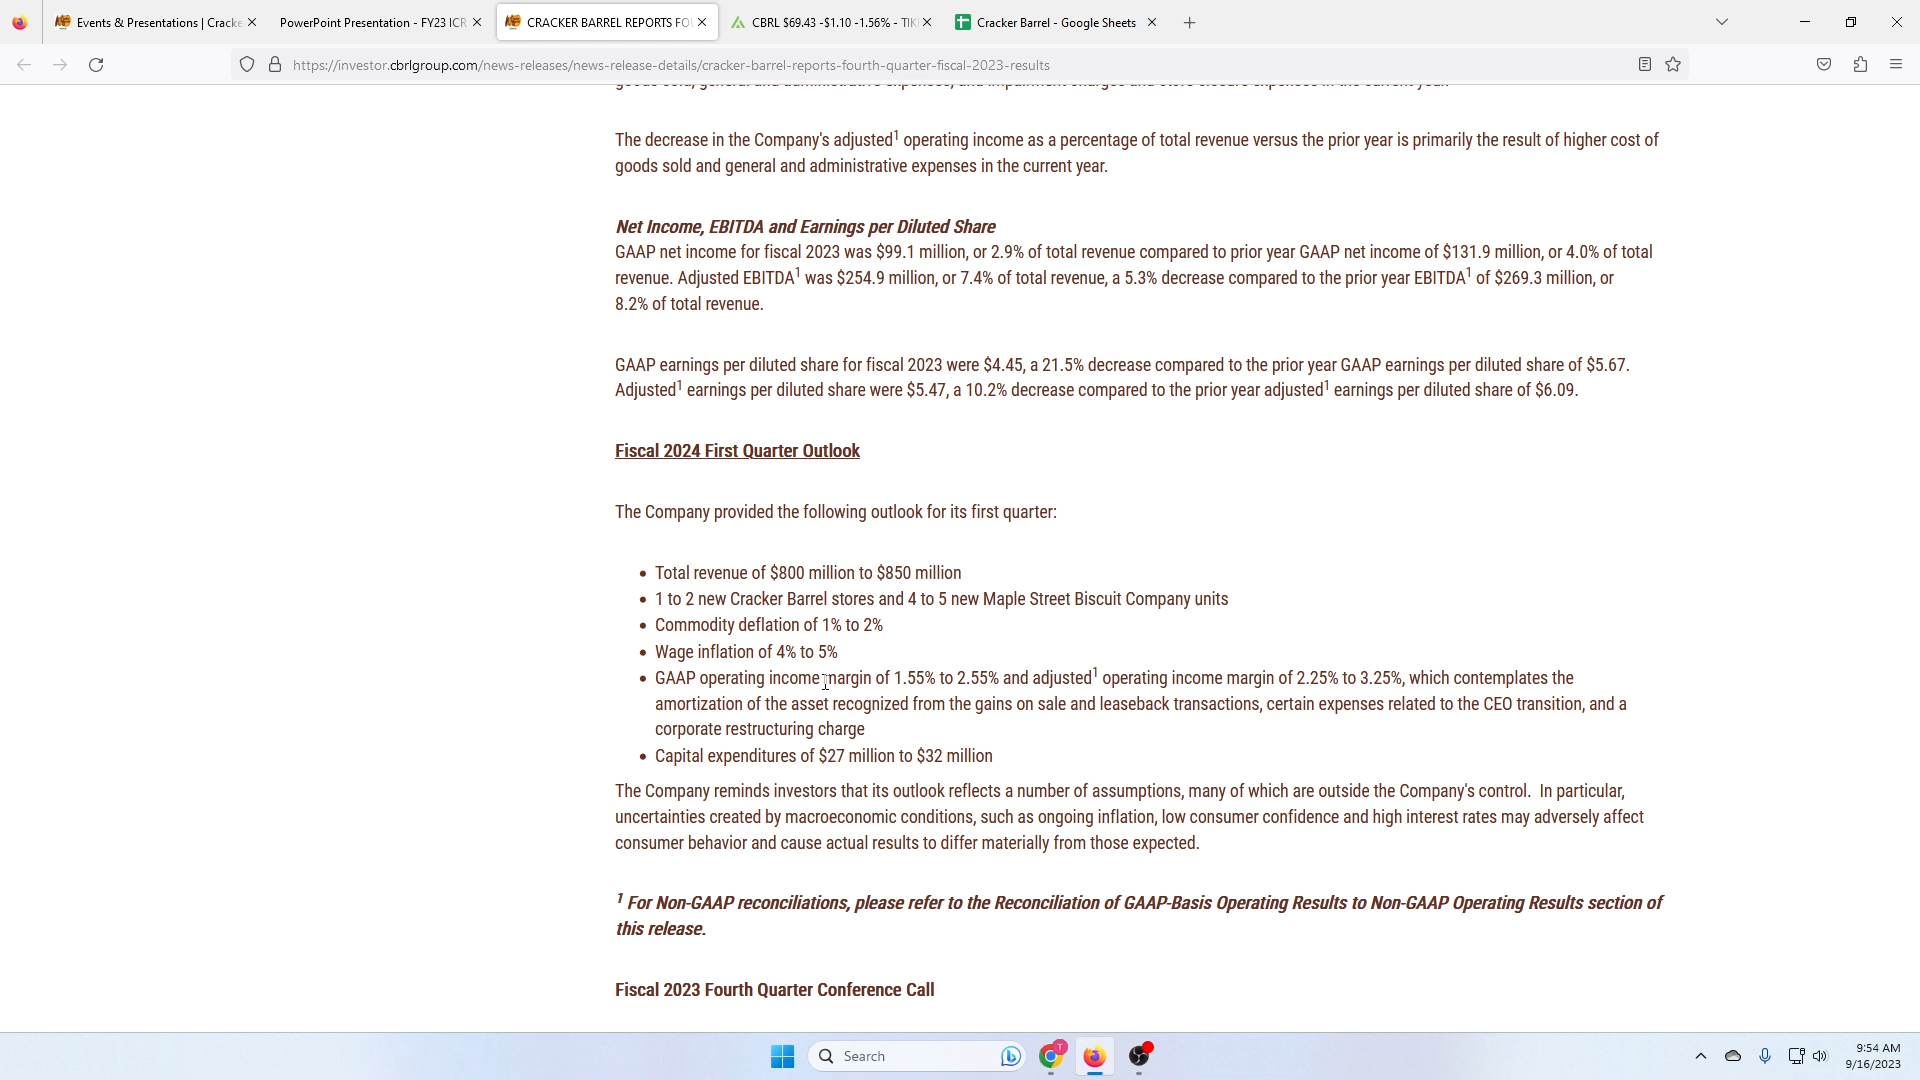 Events & Presentations | Cracke
PowerPoint Presentation - FY23 ICR
CRACKER BARREL REPORTS FO
CBRL $69.43 -$1.10 -1.56% - TIK
Cracker Barrel - Google Sheets
https://investor.cbrlgroup.com/news-releases/news-release-details/cracker-barrel-reports-fourth-quarter-fiscal-2023-results
goods sold, general and administrative expenses, and impairment charges and store closure expenses in the current year.
The decrease in the Company's adjusted1 operating income as a percentage of total revenue versus the prior year is primarily the result of higher cost of
goods sold and general and administrative expenses in the current year.
Net Income, EBITDA and Earnings per Diluted Share
GAAP net income for fiscal 2023 was $99.1 million, or 2.9% of total revenue compared to prior year GAAP net income of $131.9 million, or 4.0% of total
revenue. Adjusted EBITDA1 was $254.9 million, or 7.4% of total revenue, a 5.3% decrease compared to the prior year EBITDA1 of $269.3 million, or
8.2% of total revenue.
GAAP earnings per diluted share for fiscal 2023 were $4.45, a 21.5% decrease compared to the prior year GAAP earnings per diluted share of $5.67.
Adjusted1 earnings per diluted share were $5.47, a 10.2% decrease compared to the prior year adjusted1 earnings per diluted share of $6.09.
Fiscal 2024 First Quarter Outlook
The Company provided the following outlook for its first quarter:
• Total revenue of $800 million to $850 million
• 1 to 2 new Cracker Barrel stores and 4 to 5 new Maple Street Biscuit Company units
• Commodity deflation of 1% to 2%
• Wage inflation of 4% to 5%
• GAAP operating income margin of 1.55% to 2.55% and adjusted1 operating income margin of 2.25% to 3.25%, which contemplates the
amortization of the asset recognized from the gains on sale and leaseback transactions, certain expenses related to the CEO transition, and a
corporate restructuring charge
• Capital expenditures of $27 million to $32 million
The Company reminds investors that its outlook reflects a number of assumptions, many of which are outside the Company's control.  In particular,
uncertainties created by macroeconomic conditions, such as ongoing inflation, low consumer confidence and high interest rates may adversely affect
consumer behavior and cause actual results to differ materially from those expected.
1 For Non-GAAP reconciliations, please refer to the Reconciliation of GAAP-Basis Operating Results to Non-GAAP Operating Results section of
this release.
Fiscal 2023 Fourth Quarter Conference Call
Search
T
9:54 AM
9/16/2023